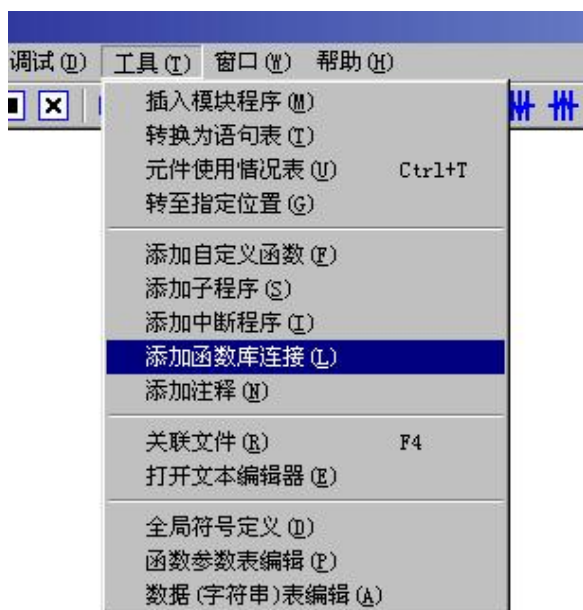 调试(D) 工具(T) 窗口(W) 帮助(H)
插入模块程序(M)
转换为语句表(T)
元件使用情况表(U) Ctrl+T
转至指定位置(G)
添加自定义函数(F)
添加子程序(S)
添加中断程序(I)
添加函数库连接(L)
添加注释(N)
关联文件(R) F4
打开文本编辑器(E)
全局符号定义(D)
函数参数表编辑(P)
数据(字符串)表编辑(A)